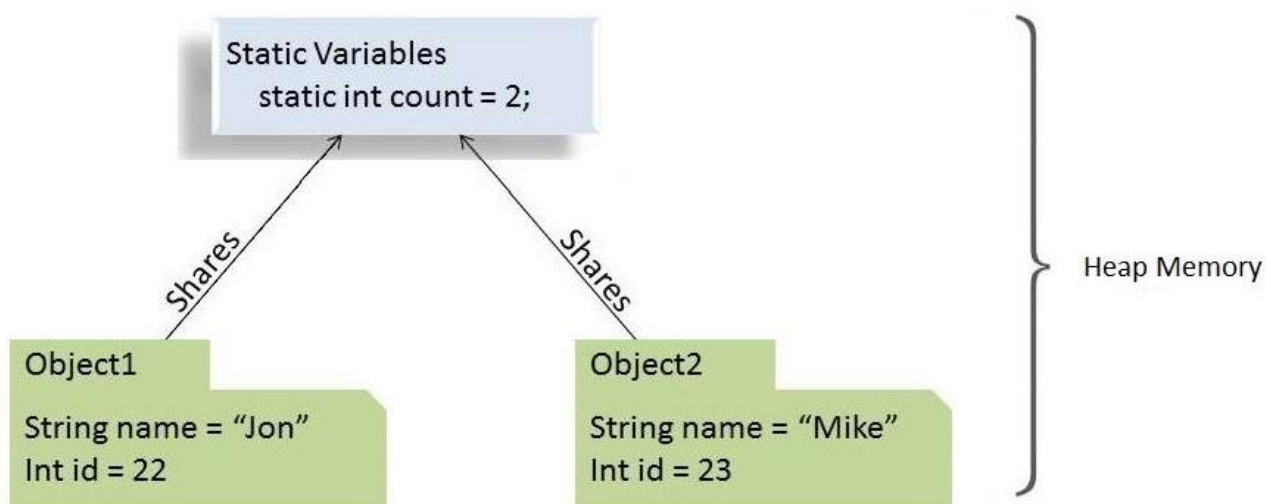 Static Variables
static int count = 2;
Shares
Shares
Heap Memory
Object1
String name = “Jon”
Int id = 22
Object2
String name = “Mike”
Int id = 23